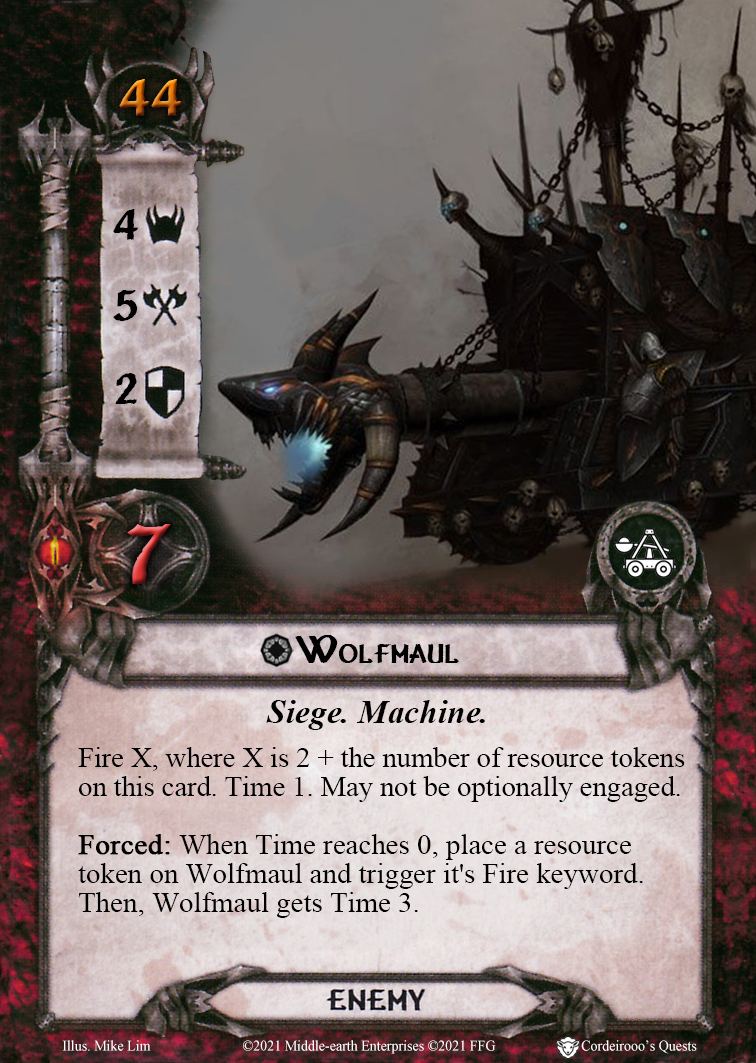 44
4
5
2
7
Wolfmaul
Siege. Machine.
Fire X, where X is 2 + the number of resource tokens
on this card. Time 1. May not be optionally engaged.
Forced: When Time reaches 0, place a resource
token on Wolfmaul and trigger it's Fire keyword.
Then, Wolfmaul gets Time 3.
ENEMY
Illus. Mike Lim ©2021 Middle-earth Enterprises ©2021 FFG Cordeirooo's Quests